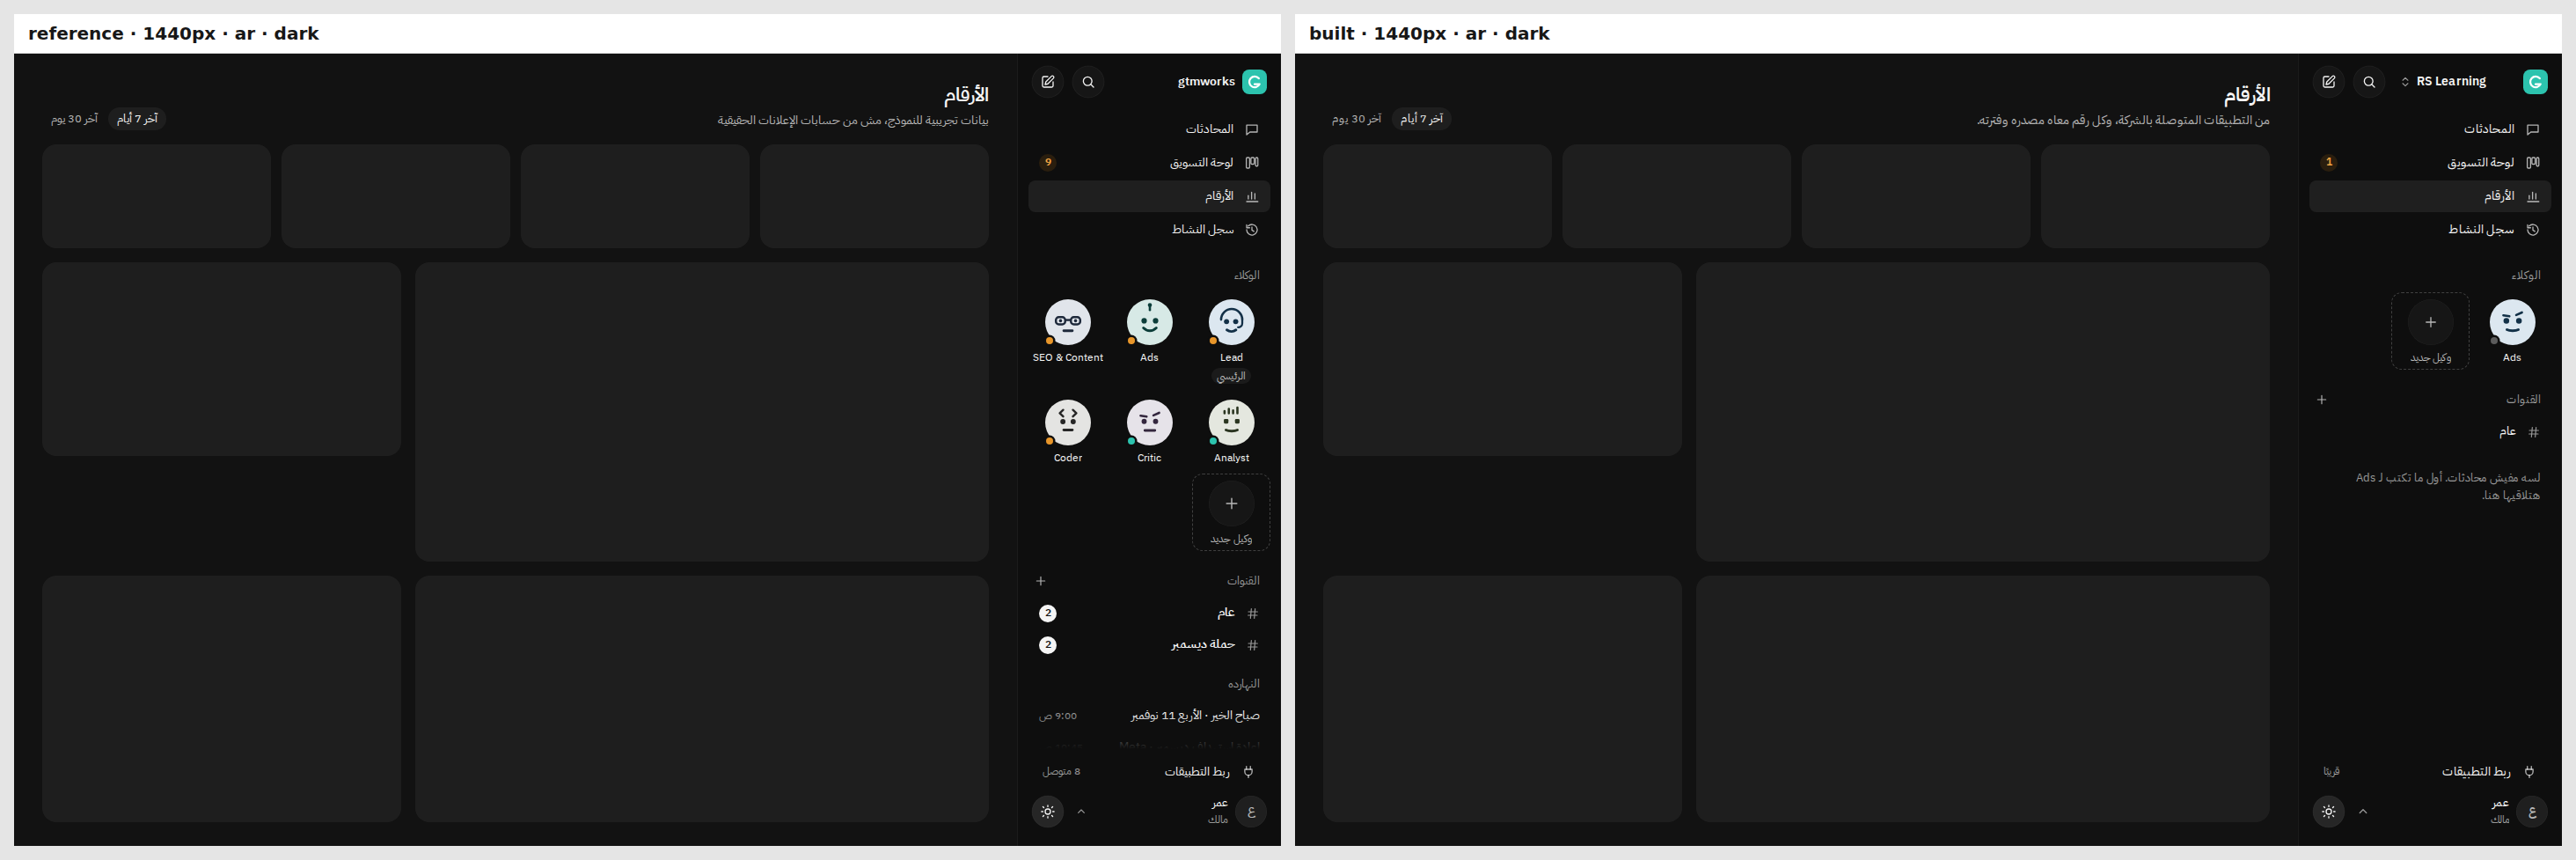 reference · 1440px · ar · dark
gtmworks
الأرقام
بيانات تجريبية للنموذج، مش من حسابات الإعلانات الحقيقية
آخر 7 أيام
آخر 30 يوم
المحادثات
لوحة التسويق
9
الأرقام
سجل النشاط
الوكلاء
Lead
Ads
SEO & Content
الرئيسي
Analyst
Critic
Coder
وكيل جديد
القنوات
عام
2
حملة ديسمبر
2
النهارده
صباح الخير · الأربع 11 نوفمبر
9:00 ص
ربط التطبيقات
8 متوصل
ع
عمر
مالك
built · 1440px · ar · dark
RS Learning
الأرقام
من التطبيقات المتوصلة بالشركة، وكل رقم معاه مصدره وفترته.
آخر 7 أيام
آخر 30 يوم
المحادثات
لوحة التسويق
1
الأرقام
سجل النشاط
الوكلاء
Ads
وكيل جديد
القنوات
عام
لسه مفيش محادثات. أول ما تكتب لـ Ads
هتلاقيها هنا.
ربط التطبيقات
قريبًا
ع
عمر
مالك